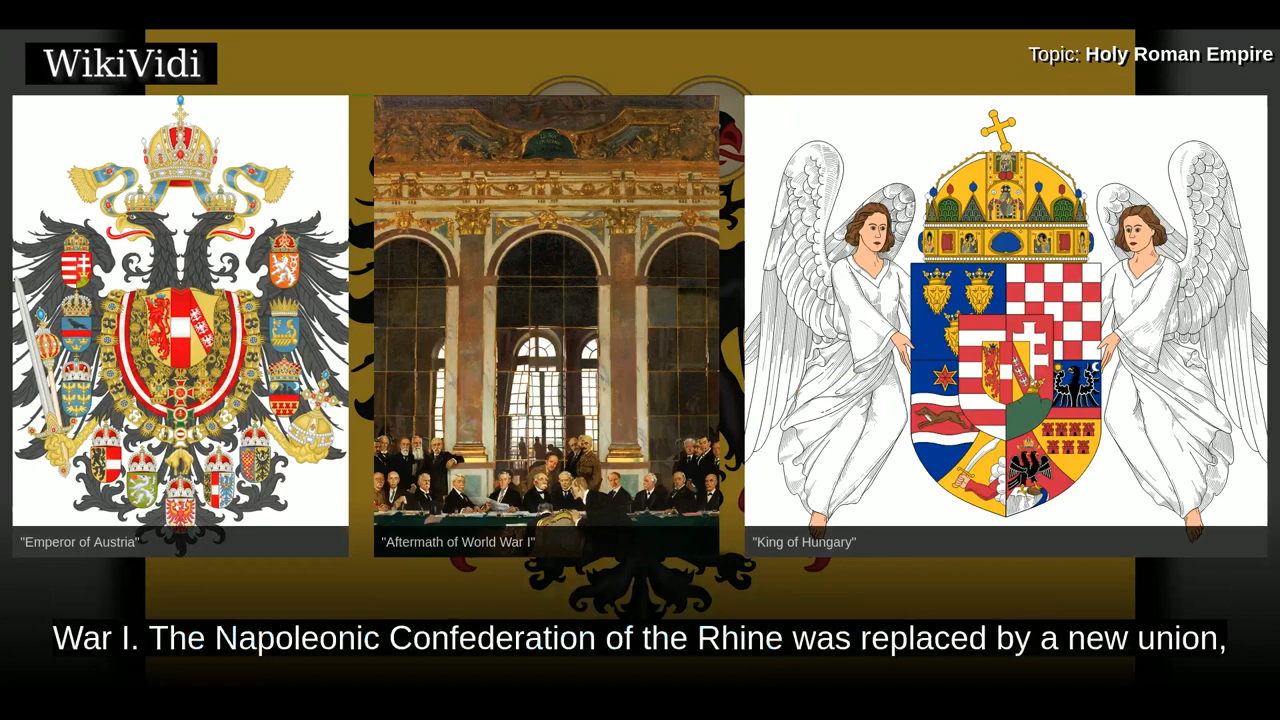 WikiVidi
Topic: Holy Roman Empire
"Emperor of Austria"
"Aftermath of World War I"
"King of Hungary"
War I. The Napoleonic Confederation of the Rhine was replaced by a new union,